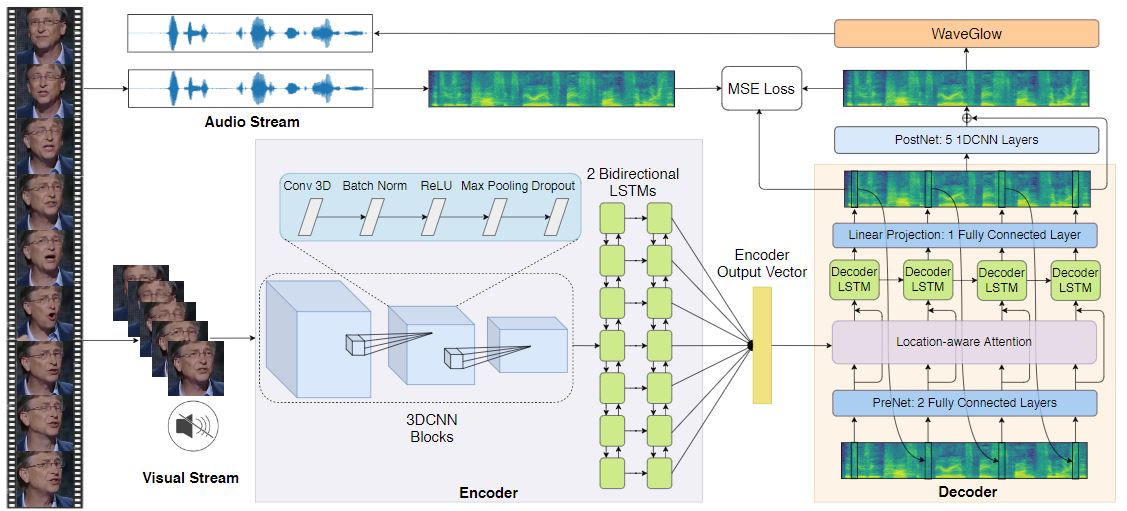 WaveGlow
MSE Loss
Audio Stream
PostNet: 5 1DCNN Layers
Conv 3D
Batch Norm
ReLU
Max Pooling
Dropout
2 Bidirectional
LSTMs
Linear Projection: 1 Fully Connected Layer
Encoder
Output Vector
Decoder
LSTM
Decoder
LSTM
Decoder
LSTM
Decoder
LSTM
Location-aware Attention
PreNet: 2 Fully Connected Layers
3DCNN
Blocks
Visual Stream
Encoder
Decoder